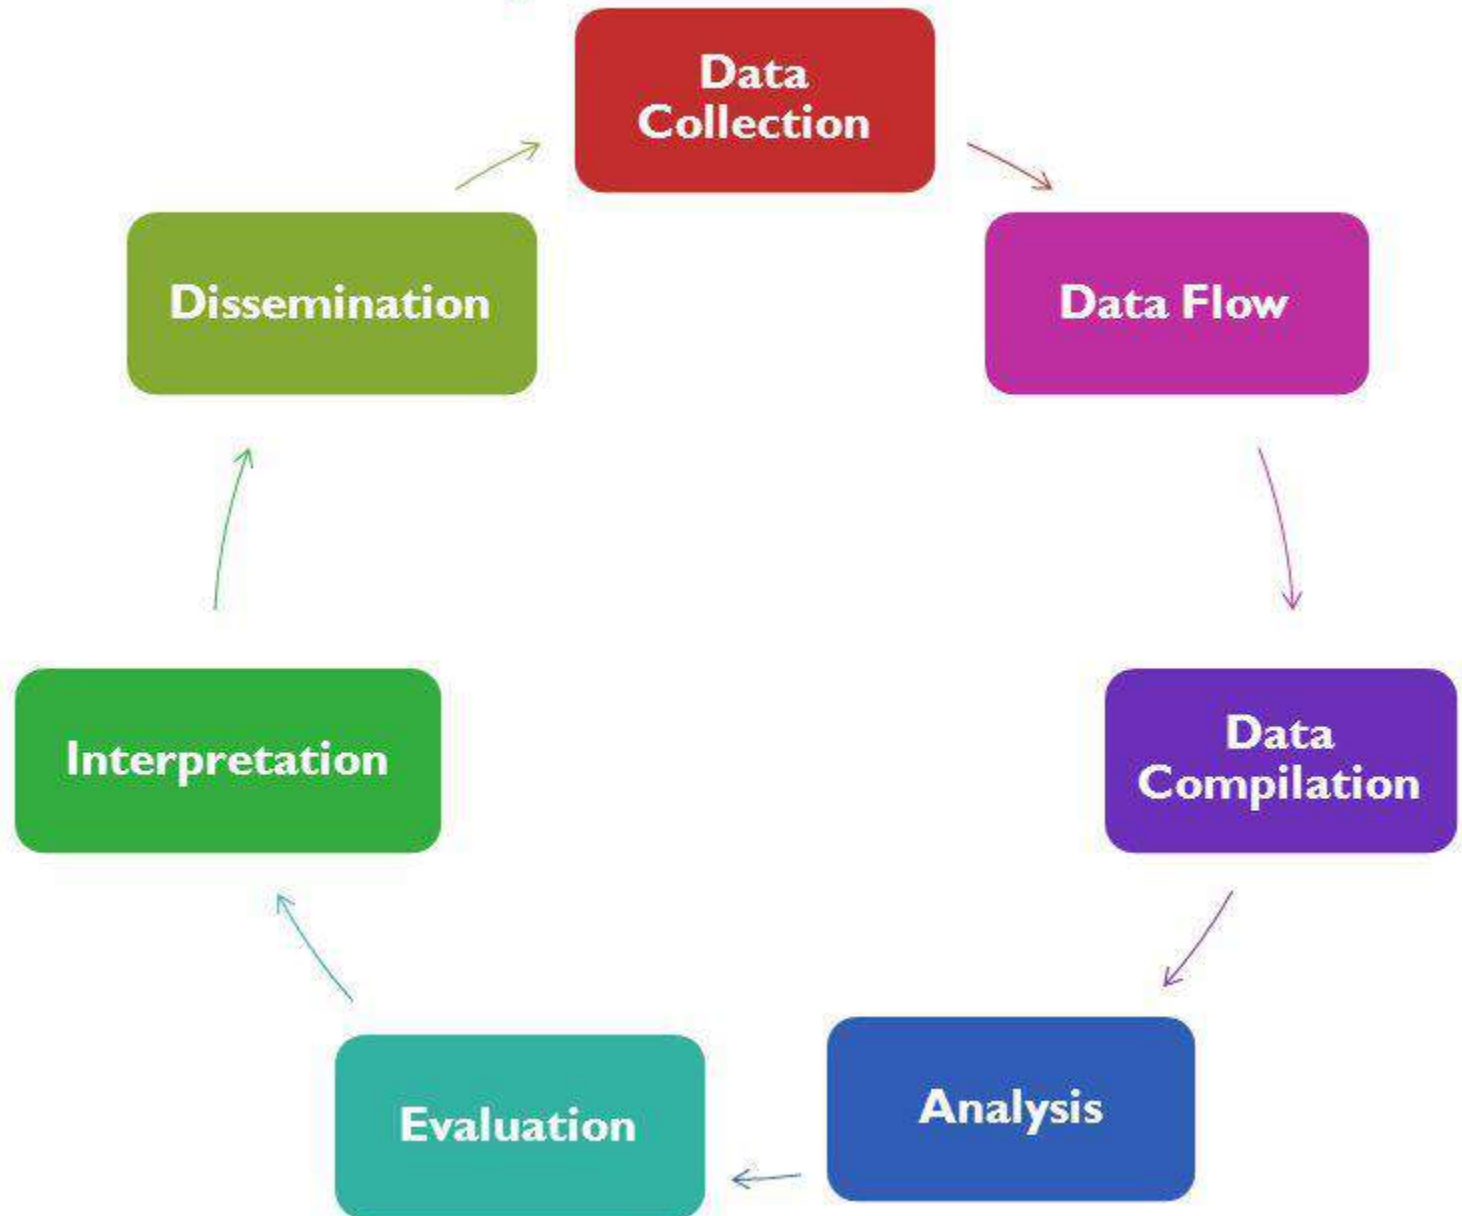 Data
Collection
Data Flow
Data
Compilation
Analysis
Evaluation
Interpretation
Dissemination